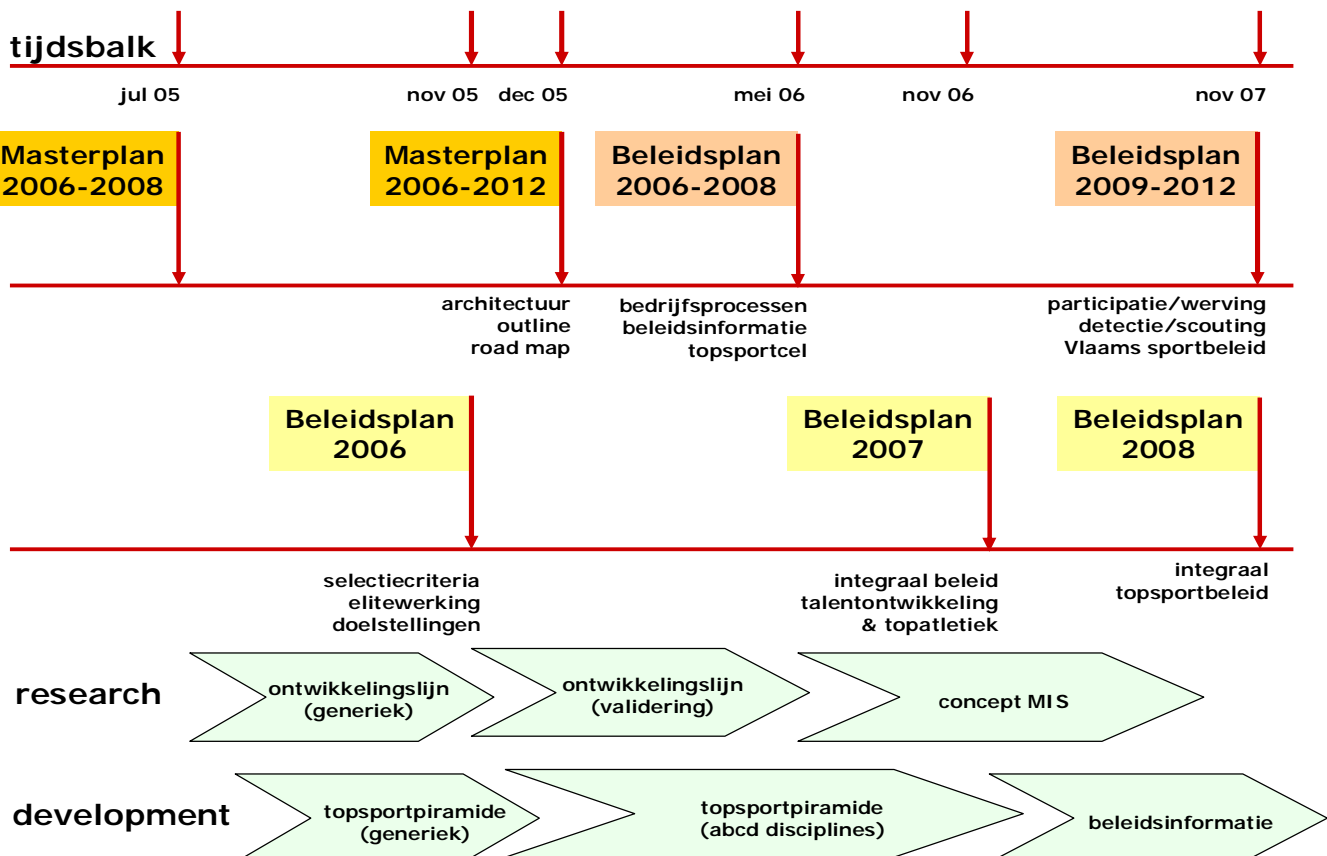 tijdsbalk
jul 05
nov 05
dec 05
mei 06
nov 06
nov 07
Masterplan
2006-2008
Masterplan
2006-2012
Beleidsplan
2006-2008
Beleidsplan
2009-2012
architectuur
outline
road map
bedrijfsprocessen
beleidsinformatie
topsportcel
participatie/werving
detectie/scouting
Vlaams sportbeleid
Beleidsplan
2006
Beleidsplan
2007
Beleidsplan
2008
selectiecriteria
elitewerking
doelstellingen
integraal beleid
talentontwikkeling
& topatletiek
integraal
topsportbeleid
research
ontwikkelingslijn
(generiek)
ontwikkelingslijn
(validering)
concept MIS
development
topsportpiramide
(generiek)
topsportpiramide
(abcd disciplines)
beleidsinformatie